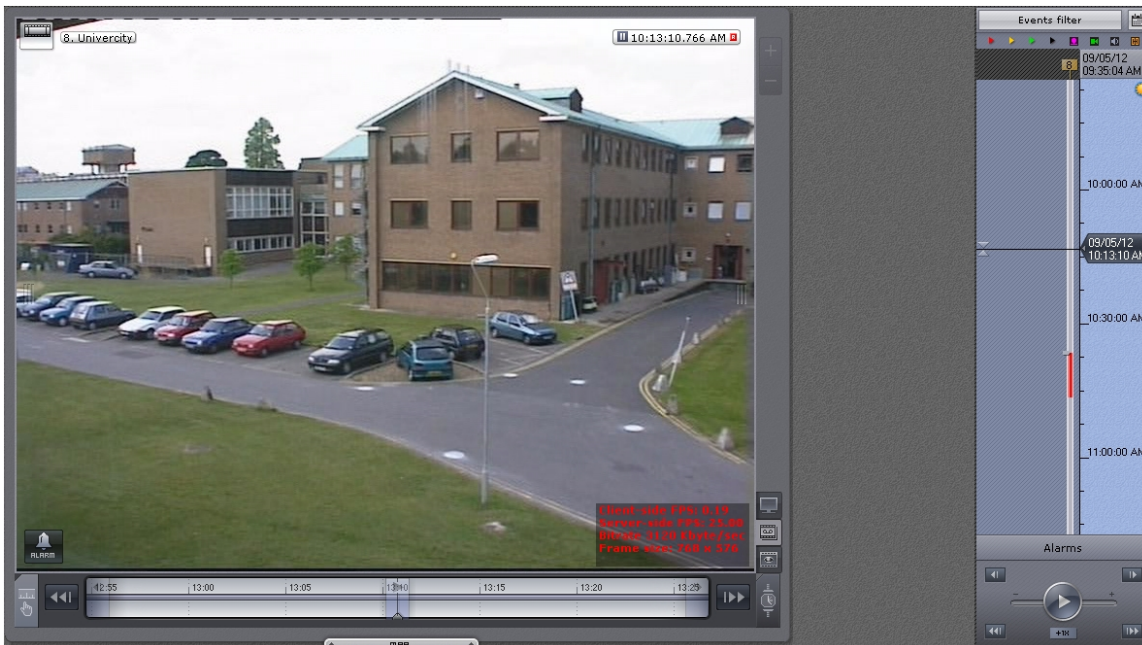 Events filter
8. Univercity
10:13:10.766 AM
09/05/12
8
09:35:04 AM
10:00:00 AM
09/05/12
10:13:10 AM
10:30:00 AM
11:00:00 AM
Client-side FPS:
Server-side FPS: 25.00
Frame size: 768 x 576
ALARM
Alarms
12:55
13:00
13:05
13:15
13:20
13:25
+1X
MAP